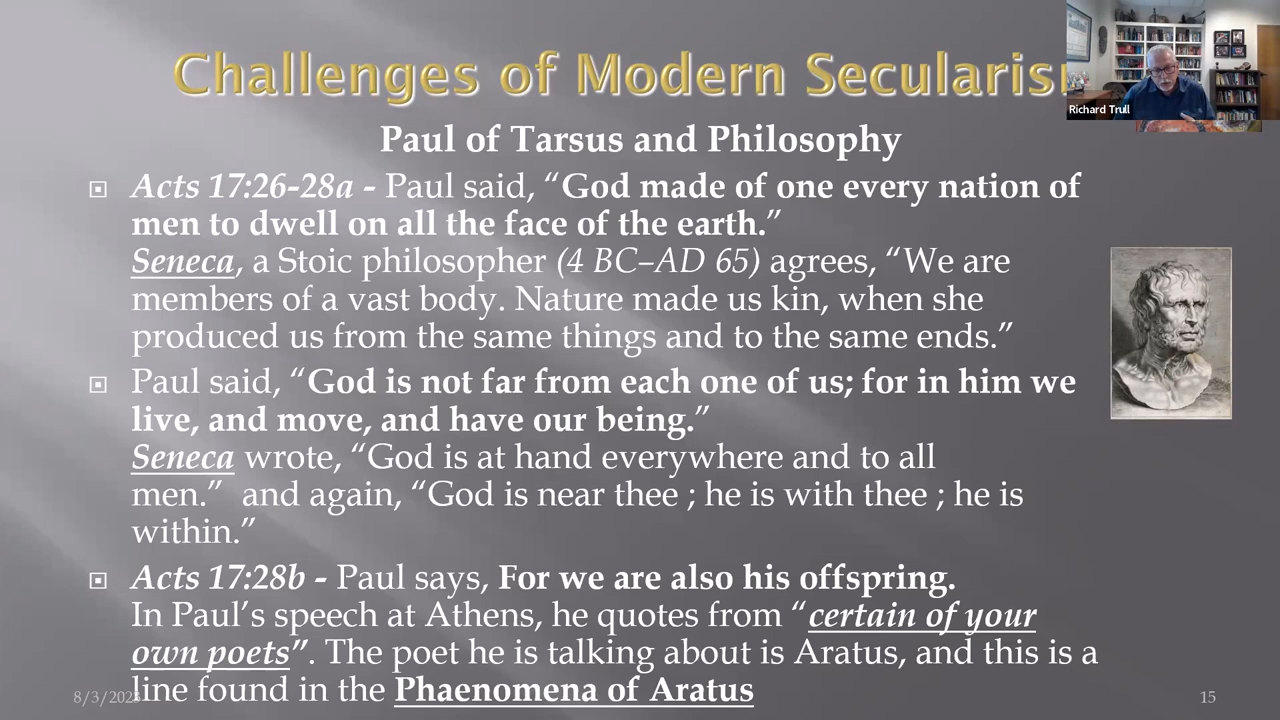 Challenges of Modern Secularis
Richard Trull
Paul of Tarsus and Philosophy
Acts 17:26-28a - Paul said, “God made of one every nation of
men to dwell on all the face of the earth.”
Seneca, a Stoic philosopher (4 BC–AD 65) agrees, “We are
members of a vast body. Nature made us kin, when she
produced us from the same things and to the same ends.”
Paul said, “God is not far from each one of us; for in him we
live, and move, and have our being.”
Seneca wrote, “God is at hand everywhere and to all
men.”  and again, “God is near thee ; he is with thee ; he is
within.”
Acts 17:28b - Paul says, For we are also his offspring.
In Paul’s speech at Athens, he quotes from “certain of your
own poets”. The poet he is talking about is Aratus, and this is a
line found in the Phaenomena of Aratus
15